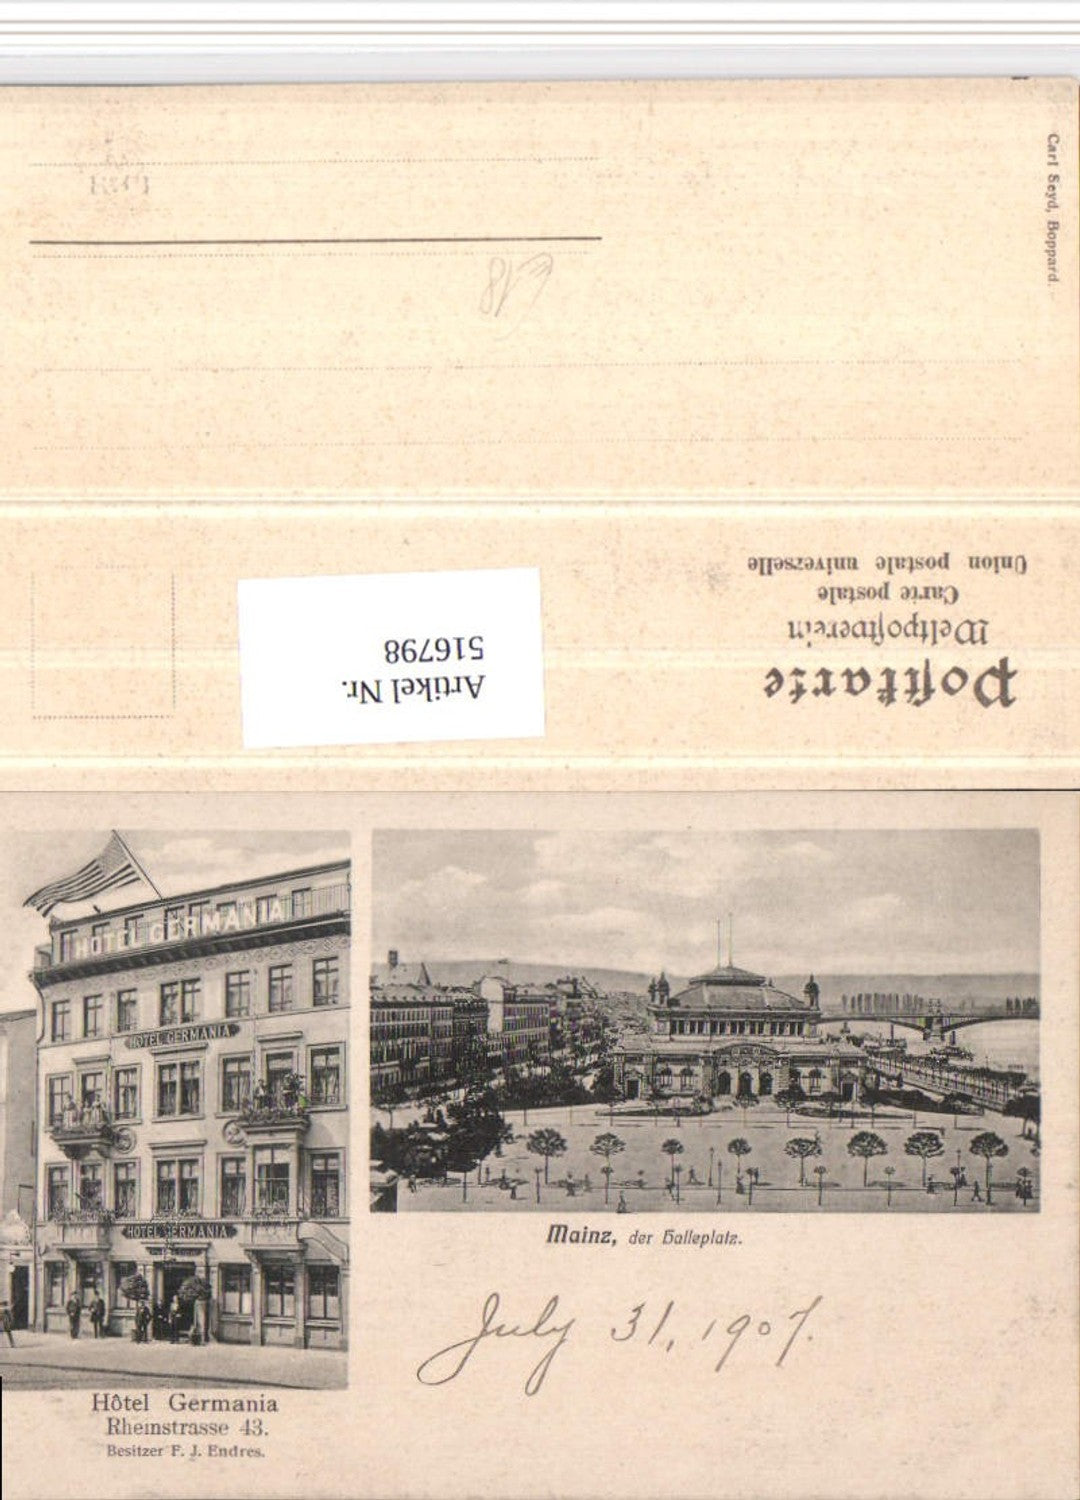 Carl Seyd, Boppard.
Postkarte
Weltpostverein
Carte postale
Union postale universelle
Artikel Nr.
516798
HOTEL GERMANIA
HOTEL GERMANIA
HOTEL GERMANIA
Hôtel Germania
Rheinstrasse 43.
Besitzer F. J. Endres.
Mainz, der Halleplatz.
July 31, 1907.